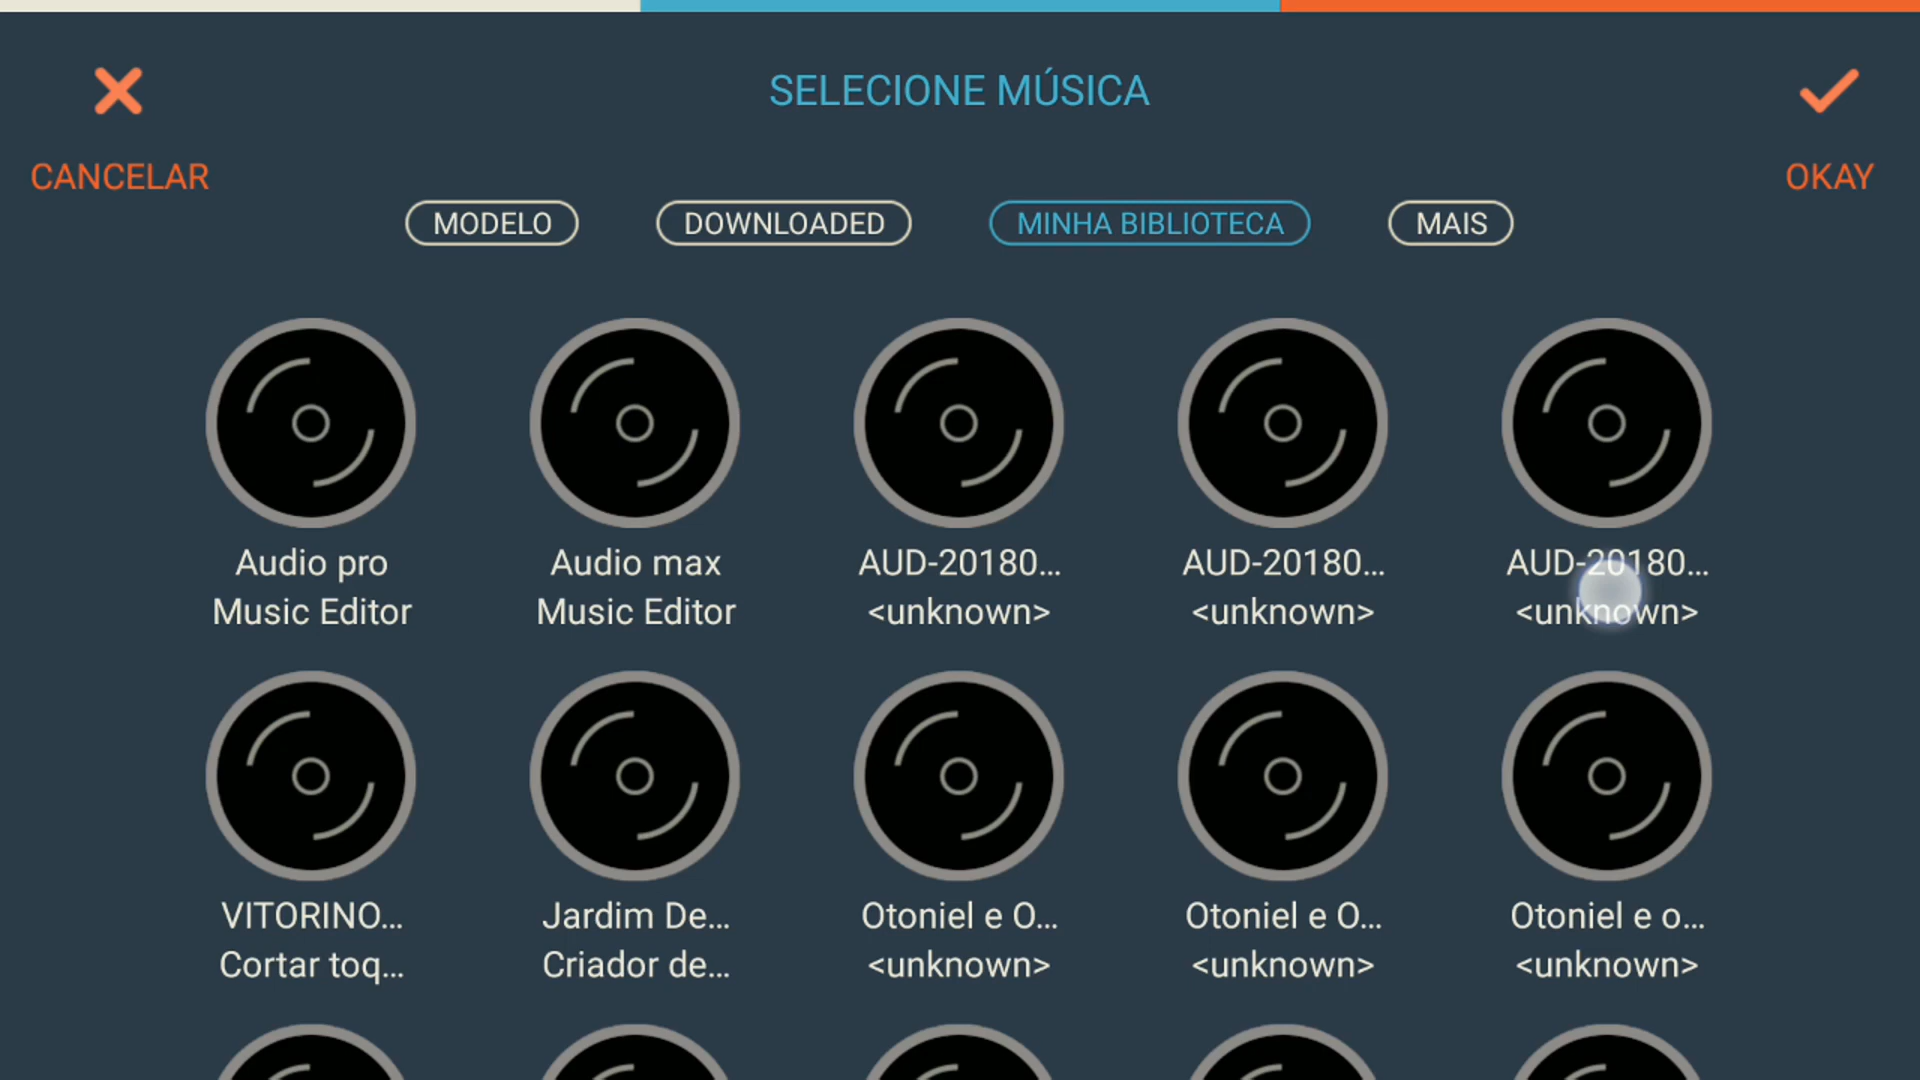 SELECIONE MÚSICA
CANCELAR
OKAY
MODELO DOWNLOADED MINHA BIBLIOTECA MAIS
Audio pro Audio max AUD-20180... AUD-20180... AUD-20180...
Music Editor Music Editor <unknown> <unknown> <unknown>
VITORINO... Jardim De... Otoniel e O... Otoniel e O... Otoniel e o...
Cortar toq... Criador de... <unknown> <unknown> <unknown>